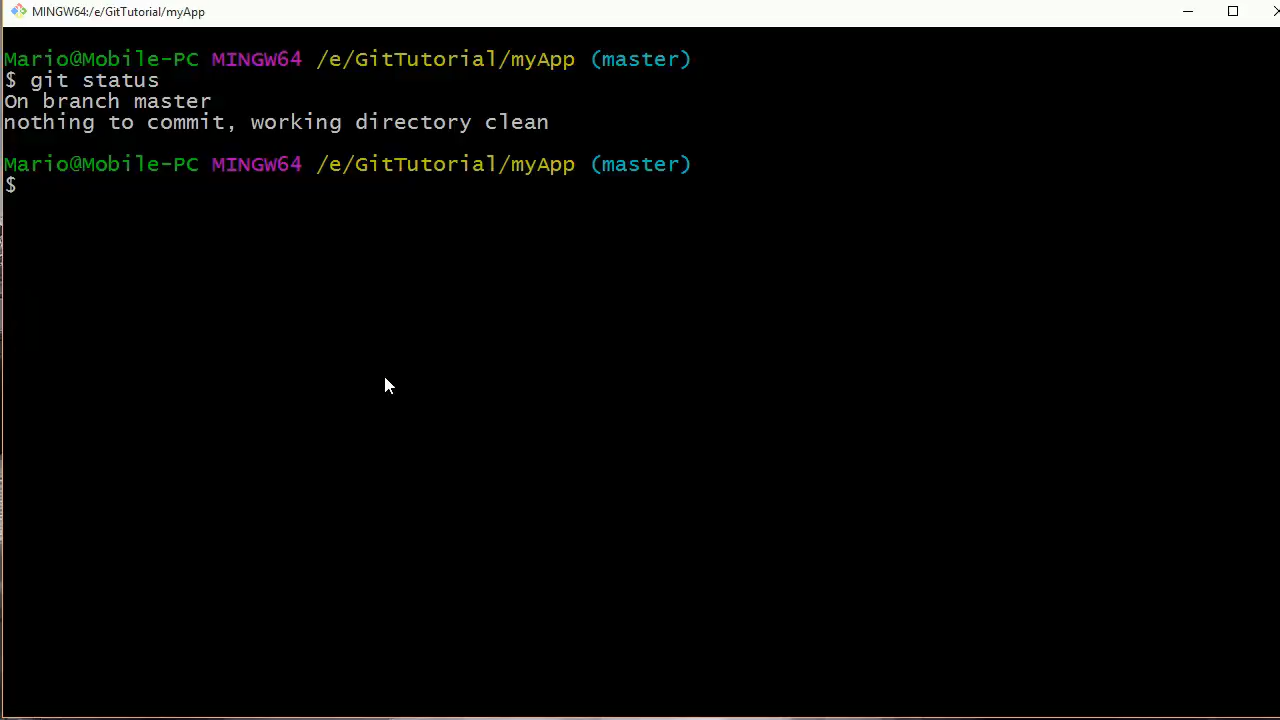 MINGW64:/e/GitTutorial/myApp
Mario@Mobile-PC MINGW64 /e/GitTutorial/myApp (master)
$ git status
On branch master
nothing to commit, working directory clean
Mario@Mobile-PC MINGW64 /e/GitTutorial/myApp (master)
$